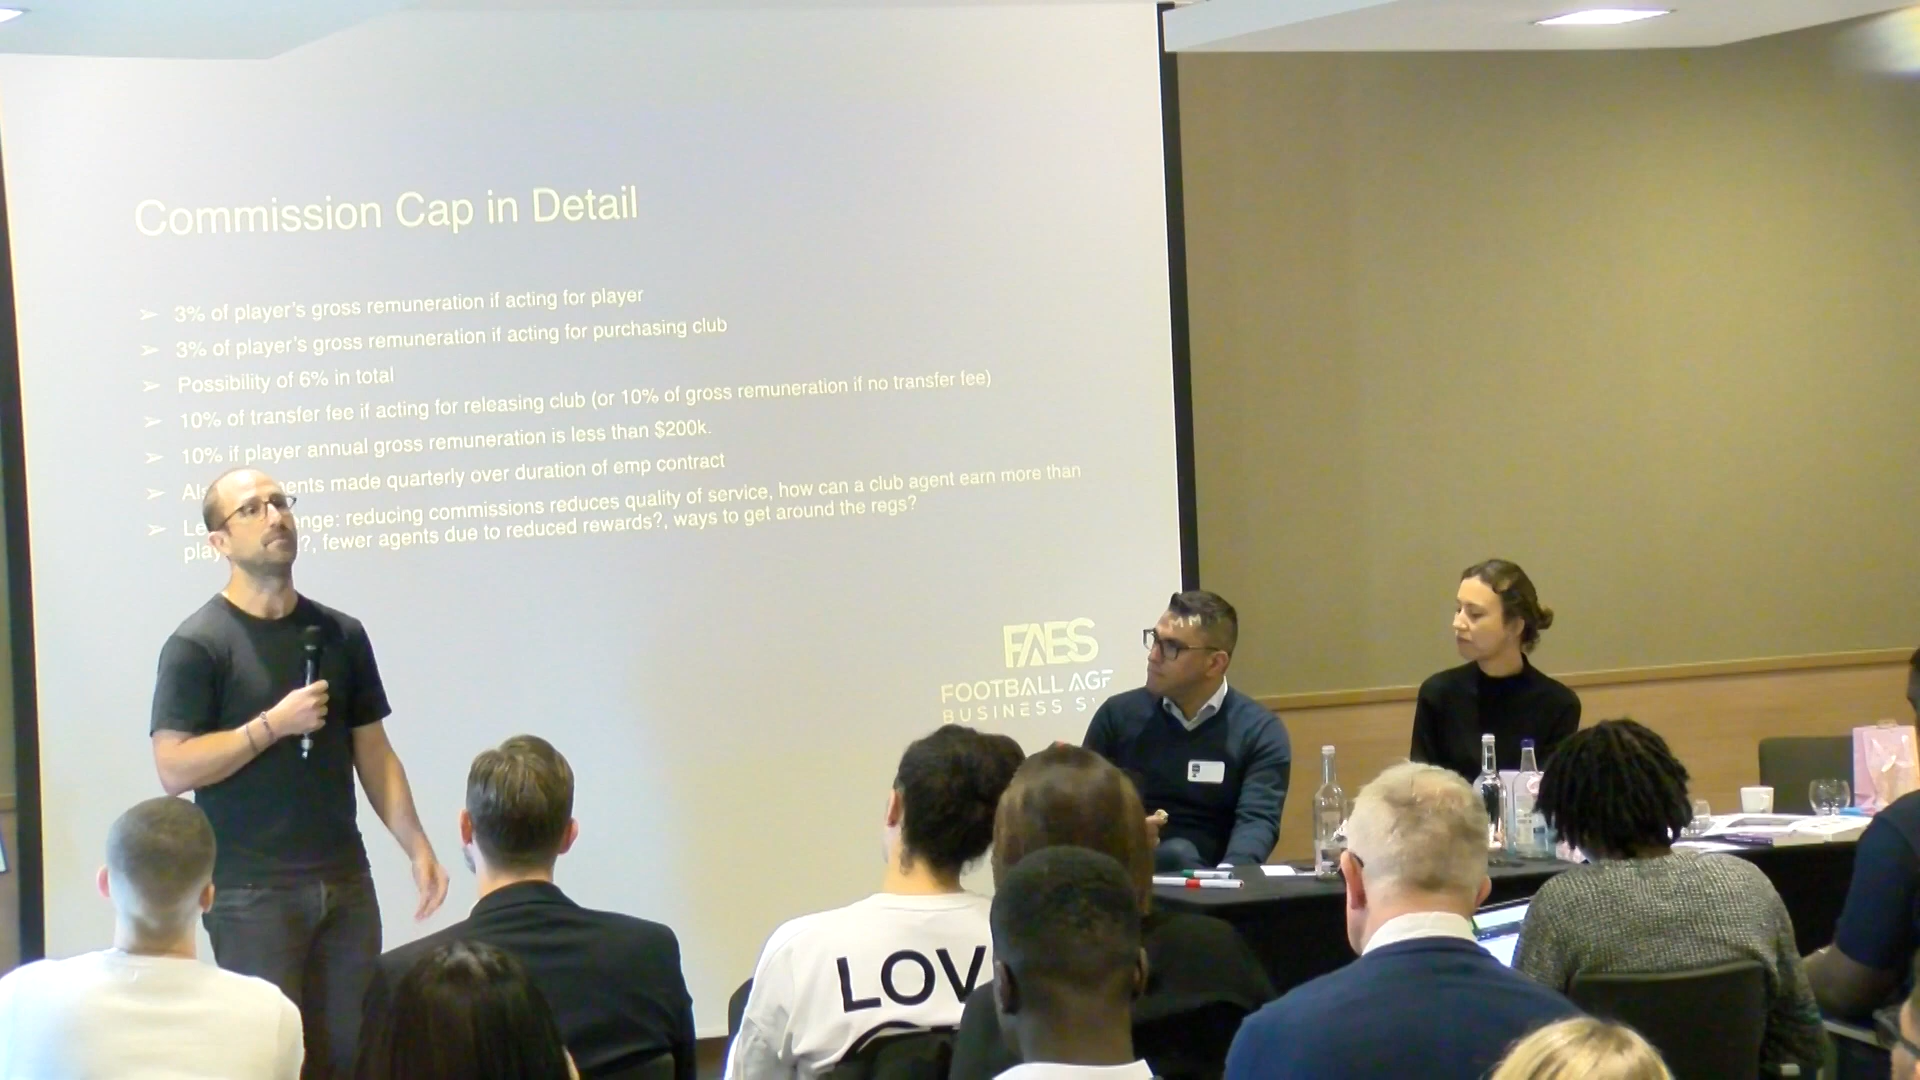 Commission Cap in Detail
➢ 3% of player's gross remuneration if acting for player
➢ 3% of player's gross remuneration if acting for purchasing club
➢ Possibility of 6% in total
➢ 10% of transfer fee if acting for releasing club (or 10% of gross remuneration if no transfer fee)
➢ 10% if player annual gross remuneration is less than $200k.
➢ made quarterly over duration of emp contract
➢ reducing commissions reduces quality of service, how can a club agent earn more than
fewer agents due to reduced rewards?, ways to get around the regs?
FAES
FOOTBALL
BUSINESS
LOV